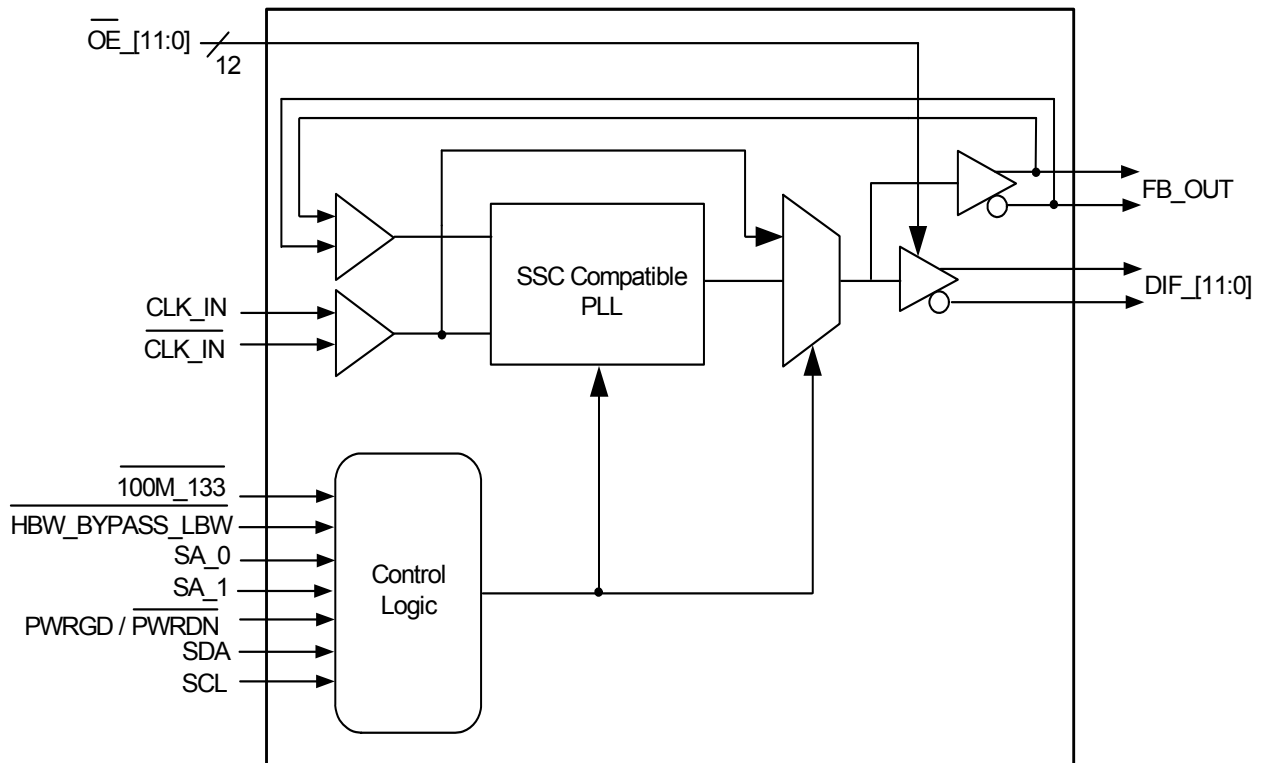 OE_[11:0]
12
FB_OUT
SSC Compatible
PLL
DIF_[11:0]
CLK_IN
CLK_IN
100M_133
HBW_BYPASS_LBW
SA_0
SA_1
PWRGD / PWRDN
SDA
SCL
Control
Logic